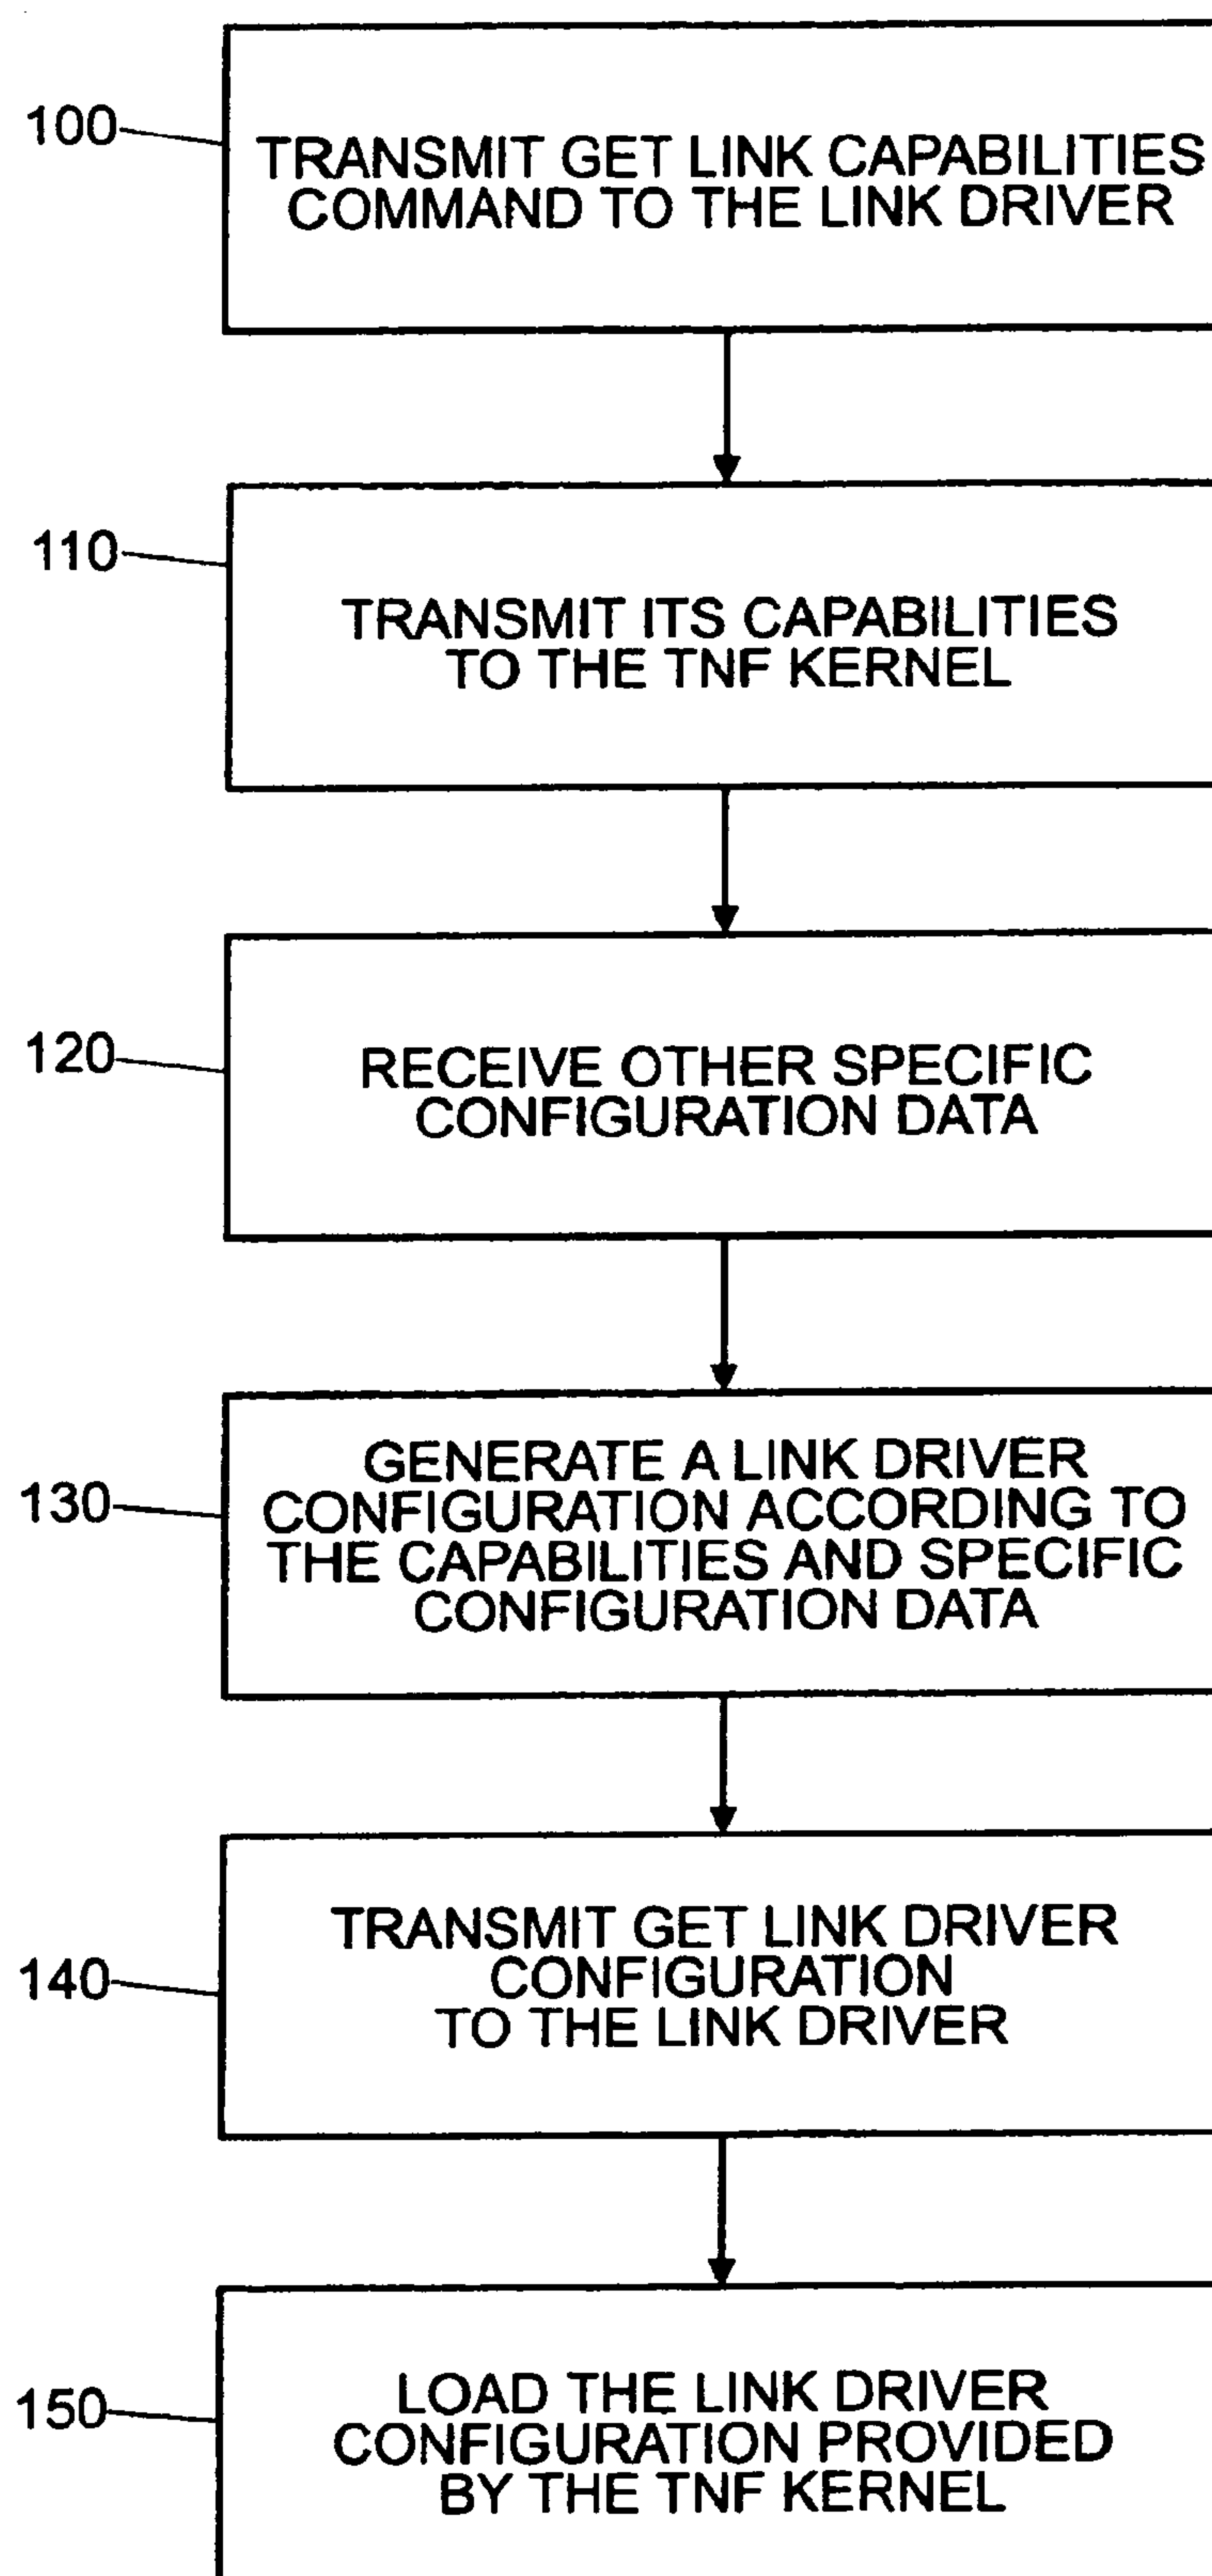 100
TRANSMIT GET LINK CAPABILITIES
COMMAND TO THE LINK DRIVER
110
TRANSMIT ITS CAPABILITIES
TO THE TNF KERNEL
120
RECEIVE OTHER SPECIFIC
CONFIGURATION DATA
130
GENERATE A LINK DRIVER
CONFIGURATION ACCORDING TO
THE CAPABILITIES AND SPECIFIC
CONFIGURATION DATA
140
TRANSMIT GET LINK DRIVER
CONFIGURATION
TO THE LINK DRIVER
150
LOAD THE LINK DRIVER
CONFIGURATION PROVIDED
BY THE TNF KERNEL